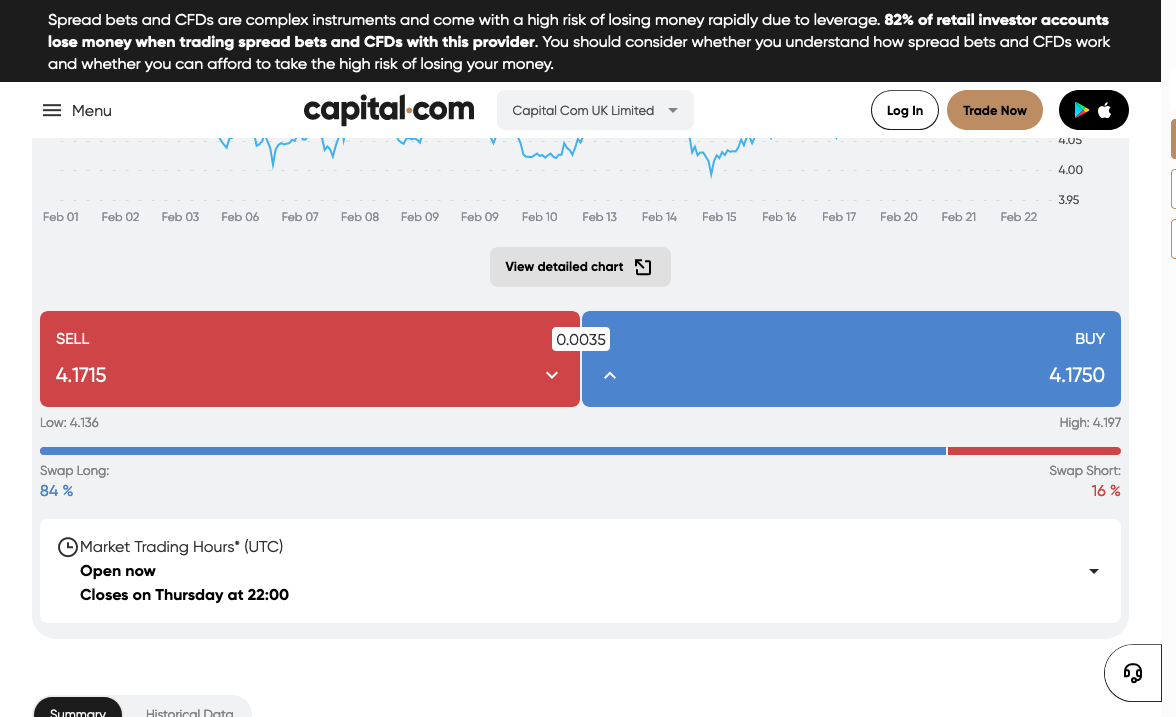 Spread bets and CFDs are complex instruments and come with a high risk of losing money rapidly due to leverage. 82% of retail investor accounts
lose money when trading spread bets and CFDs with this provider. You should consider whether you understand how spread bets and CFDs work
and whether you can afford to take the high risk of losing your money.
Menu
capital.com
Capital Com UK Limited
Log In
Trade Now
4.05
4.00
3.95
Feb 01 Feb 02 Feb 03 Feb 06 Feb 07 Feb 08 Feb 09 Feb 09 Feb 10 Feb 13 Feb 14 Feb 15 Feb 16 Feb 17 Feb 20 Feb 21 Feb 22
View detailed chart
SELL
4.1715
0.0035
BUY
4.1750
Low: 4.136
High: 4.197
Swap Long:
84 %
Swap Short:
16 %
Market Trading Hours* (UTC)
Open now
Closes on Thursday at 22:00
Summary
Historical Data